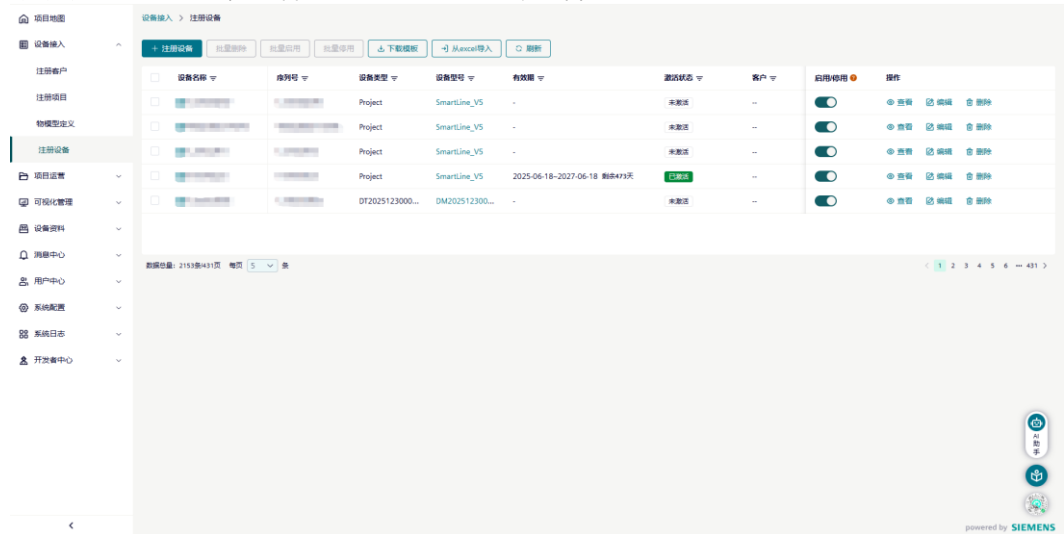 项目地图
设备接入 > 注册设备
设备接入
+ 注册设备 批量删除 批量启用 批量停用 下载模板 从excel导入 刷新
注册客户
注册项目
物模型定义
注册设备
项目运营
可视化管理
设备资料
消息中心
用户中心
系统配置
系统日志
开发者中心
设备名称 序列号 设备类型 设备型号 有效期 激活状态 客户 启用/停用 操作
Project SmartLine_V5 - 未激活 -- 查看 编辑 删除
Project SmartLine_V5 - 未激活 -- 查看 编辑 删除
Project SmartLine_V5 - 未激活 -- 查看 编辑 删除
Project SmartLine_V5 2025-06-18~2027-06-18 剩余473天 已激活 -- 查看 编辑 删除
DT2025123000... DM202512300... - 未激活 -- 查看 编辑 删除
数据总量: 2153条/431页 每页 5 条
< 1 2 3 4 5 6 ... 431 >
AI助手
powered by SIEMENS